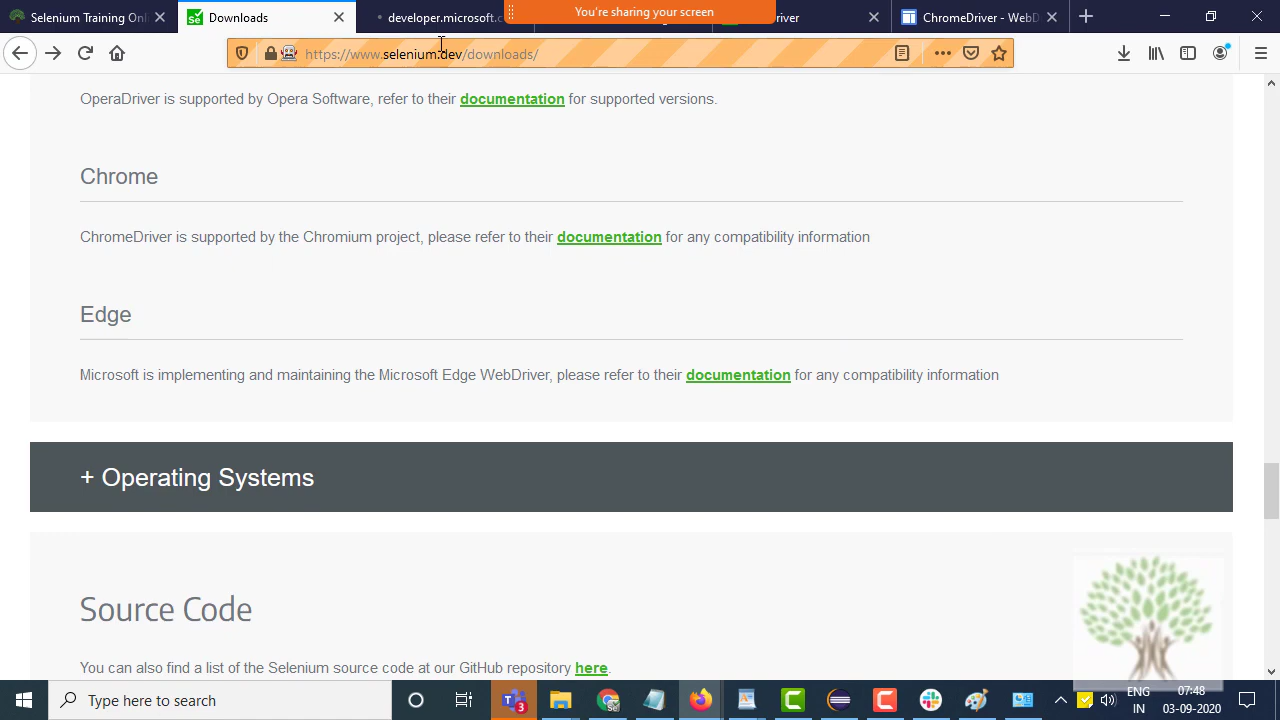 Selenium Training Onl
Downloads
developer.microsoft.c
You're sharing your screen
ChromeDriver - WebD
https://www.selenium.dev/downloads/
OperaDriver is supported by Opera Software, refer to their documentation for supported versions.
Chrome
ChromeDriver is supported by the Chromium project, please refer to their documentation for any compatibility information
Edge
Microsoft is implementing and maintaining the Microsoft Edge WebDriver, please refer to their documentation for any compatibility information
+ Operating Systems
Source Code
You can also find a list of the Selenium source code at our GitHub repository here.
Type here to search
3
ENG
IN
07:48
03-09-2020